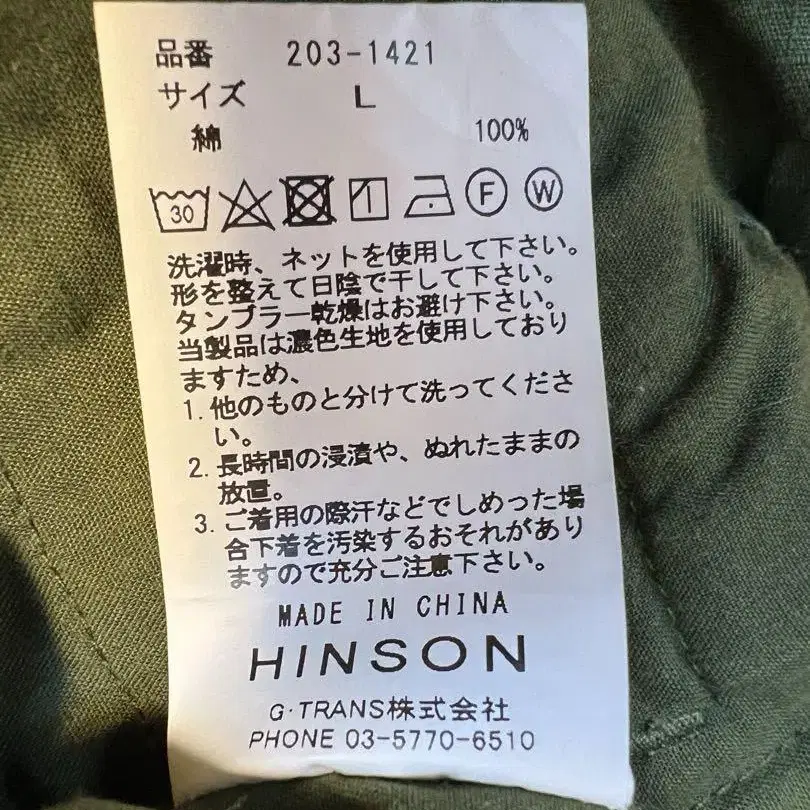 品番 203-1421
サイズ L
綿 100%
30 F W
洗濯時、ネットを使用して下さい。
形を整えて日陰で干して下さい。
タンブラー乾燥はお避け下さい。
当製品は濃色生地を使用しており
ますため、
1. 他のものと分けて洗ってくださ
い。
2. 長時間の浸漬や、ぬれたままの
放置。
3. ご着用の際汗などでしめった場
合下着を汚染するおそれがあり
ますので充分ご注意下さい。
MADE IN CHINA
HINSON
G·TRANS株式会社
PHONE 03-5770-6510